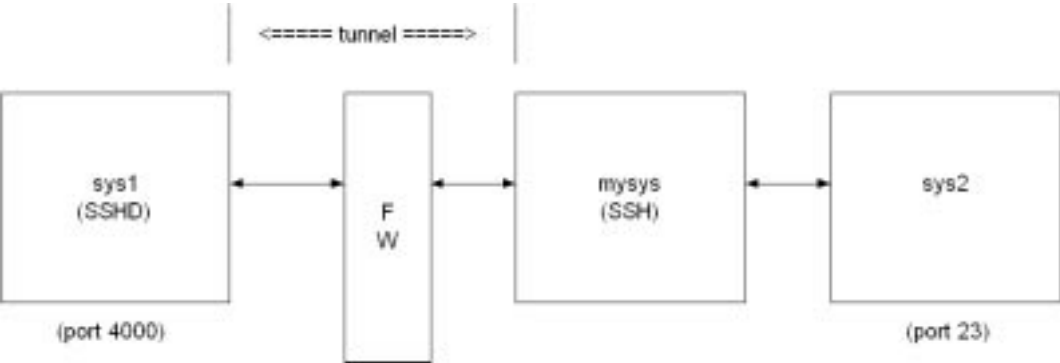 <===== tunnel =====>
sys1
(SSHD)
F
W
mysys
(SSH)
sys2
(port 4000)
(port 23)